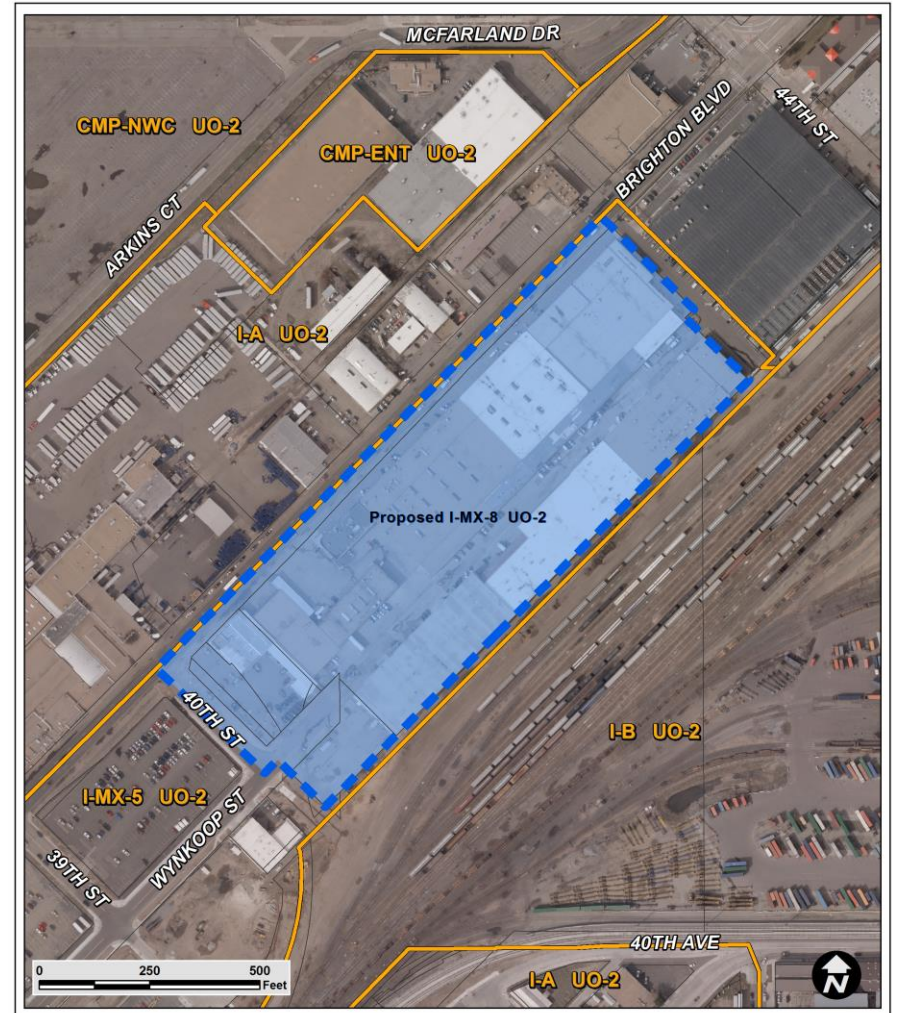 MCFARLAND DR
CMP-NWC UO-2
44TH ST
BRIGHTON BLVD
CMP-ENT UO-2
ARKINS CT
I-A UO-2
Proposed I-MX-8 UO-2
40TH ST
I-B UO-2
I-MX-5 UO-2
WYNKOOP ST
39TH ST
40TH AVE
0 250 500
Feet
I-A UO-2
N